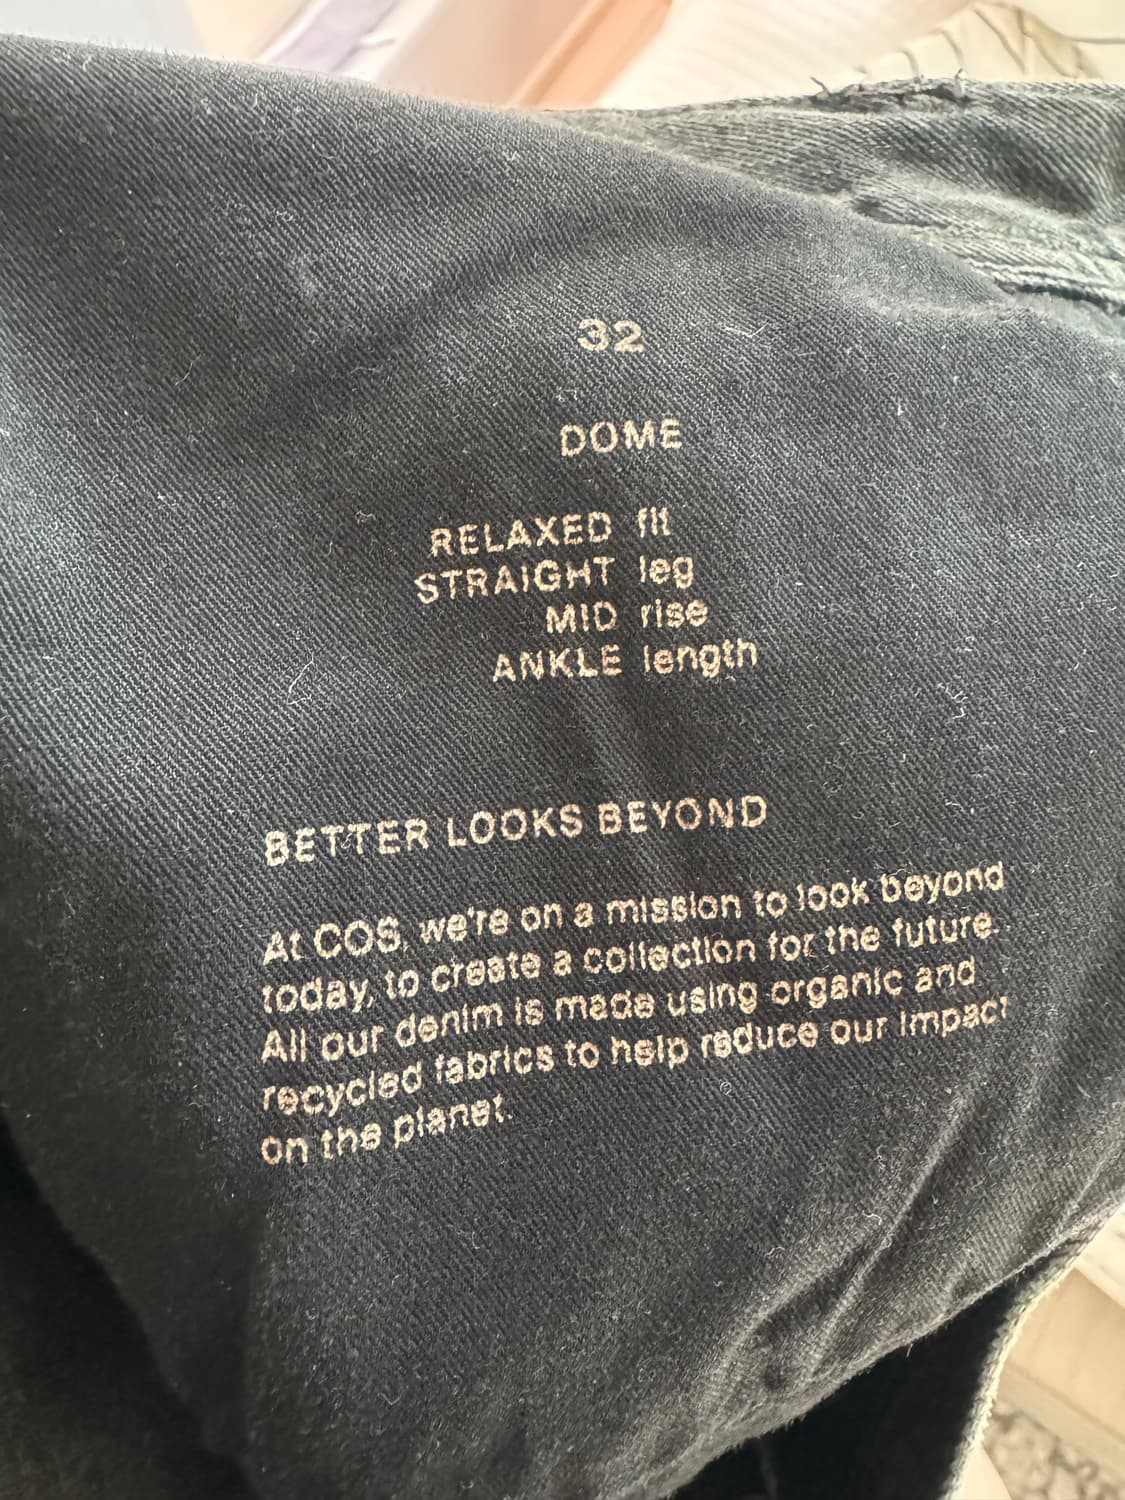 32
DOME
RELAXED fit
STRAIGHT leg
MID rise
ANKLE length
BETTER LOOKS BEYOND
At COS, we're on a mission to look beyond
today, to create a collection for the future.
All our denim is made using organic and
recycled fabrics to help reduce our impact
on the planet.